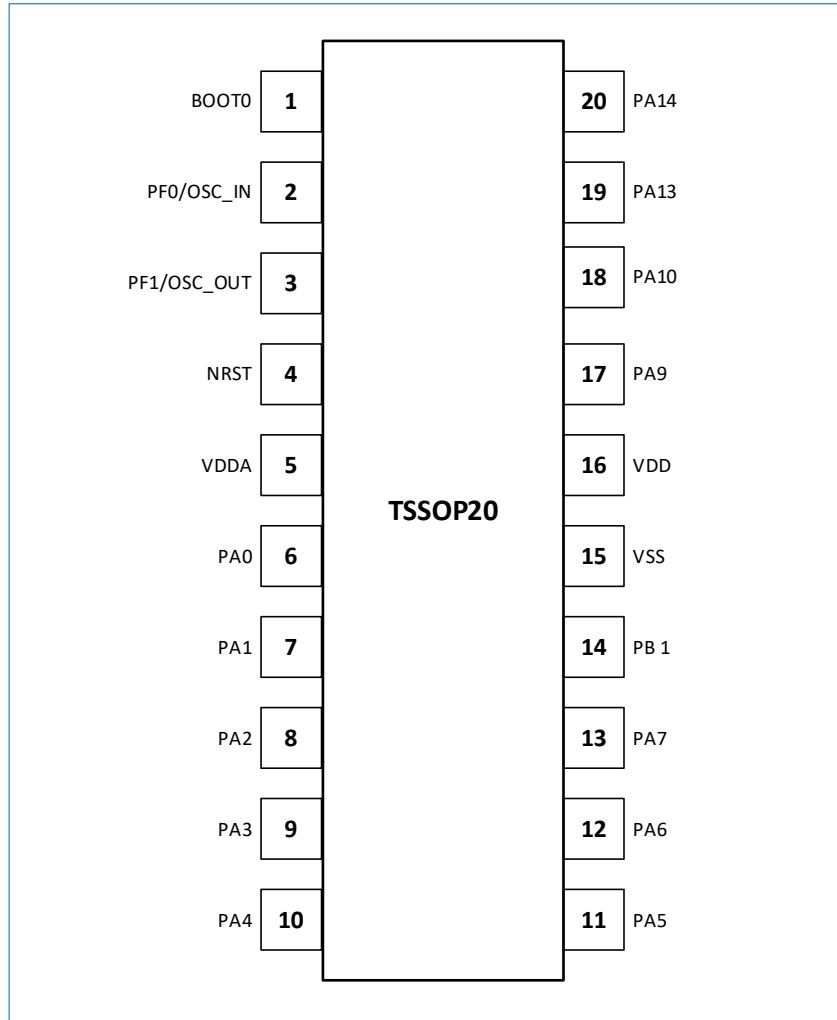 BOOT0 1 20 PA14
PF0/OSC_IN 2 19 PA13
PF1/OSC_OUT 3 18 PA10
NRST 4 17 PA9
VDDA 5 16 VDD
TSSOP20
PA0 6 15 VSS
PA1 7 14 PB 1
PA2 8 13 PA7
PA3 9 12 PA6
PA4 10 11 PA5